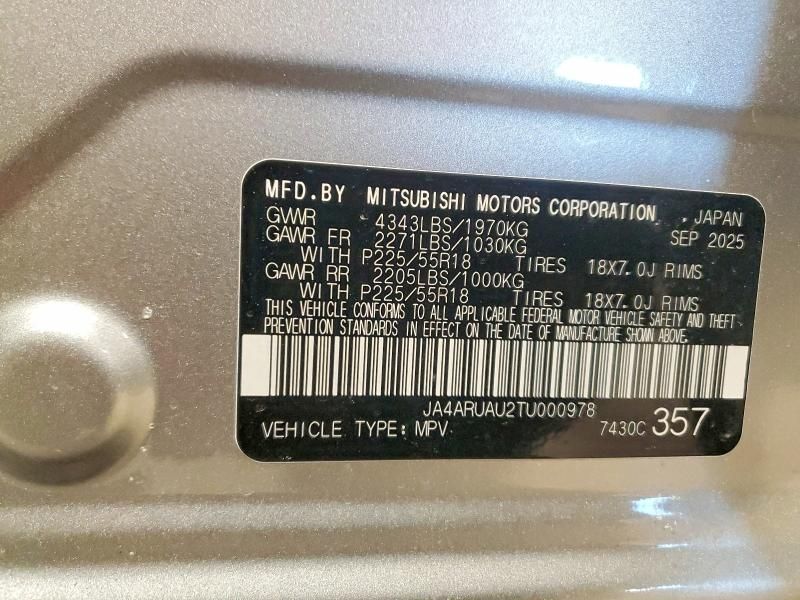 MFD.BY MITSUBISHI MOTORS CORPORATION. JAPAN
GVWR 4343LBS/1970KG SEP 2025
GAWR FR 2271LBS/1030KG
WITH P225/55R18 TIRES 18X7.0J RIMS
GAWR RR 2205LBS/1000KG
WITH P225/55R18 TIRES 18X7.0J RIMS
THIS VEHICLE CONFORMS TO ALL APPLICABLE FEDERAL MOTOR VEHICLE SAFETY AND THEFT
PREVENTION STANDARDS IN EFFECT ON THE DATE OF MANUFACTURE SHOWN ABOVE.
JA4ARUAU2TU000978
VEHICLE TYPE: MPV 7430C 357